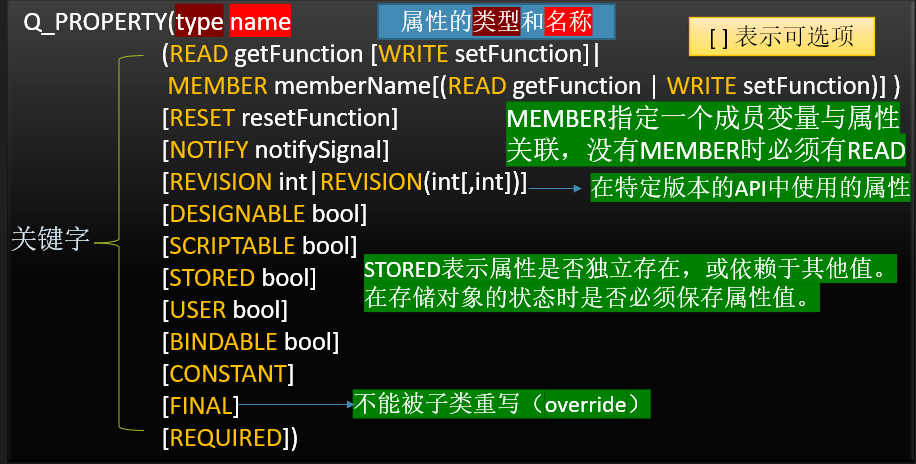 Q_PROPERTY(type name
属性的类型和名称
[ ] 表示可选项
(READ getFunction [WRITE setFunction]|
MEMBER memberName[(READ getFunction | WRITE setFunction)] )
[RESET resetFunction]
MEMBER指定一个成员变量与属性
关联，没有MEMBER时必须有READ
[NOTIFY notifySignal]
[REVISION int|REVISION(int[,int])]
在特定版本的API中使用的属性
[DESIGNABLE bool]
关键字
[SCRIPTABLE bool]
[STORED bool]
STORED表示属性是否独立存在，或依赖于其他值。
在存储对象的状态时是否必须保存属性值。
[USER bool]
[BINDABLE bool]
[CONSTANT]
[FINAL]
不能被子类重写（override）
[REQUIRED])